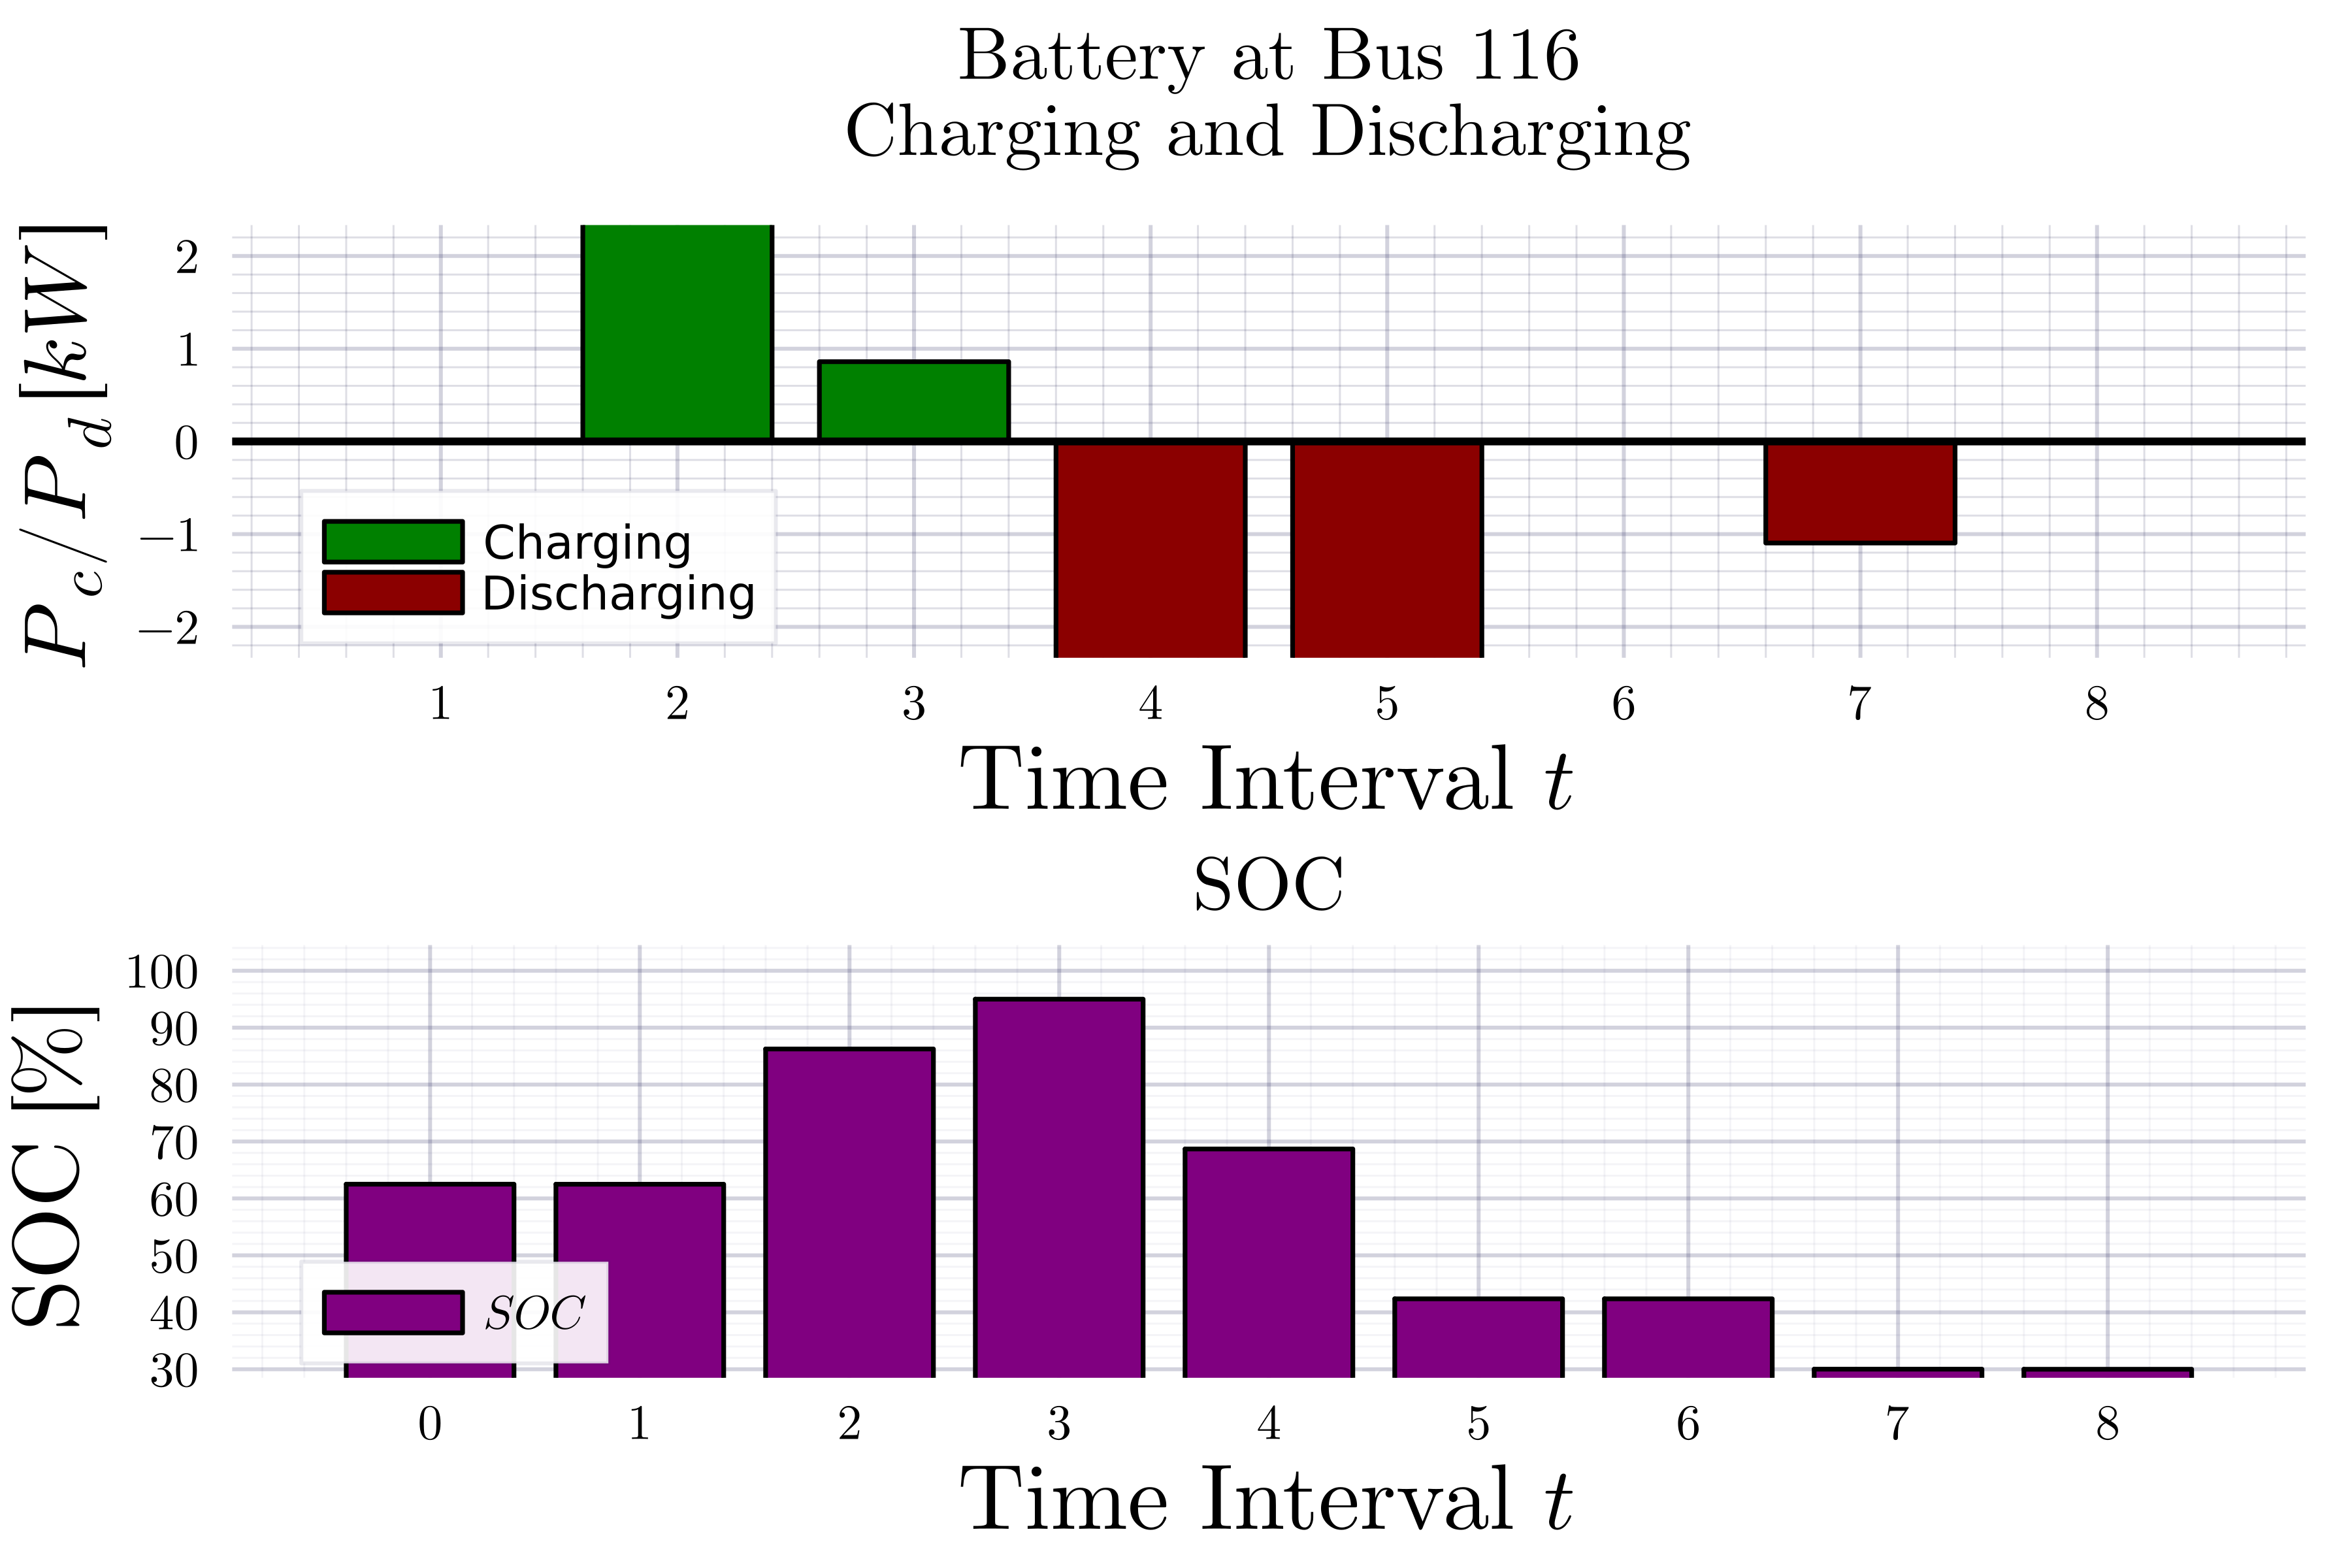 Battery at Bus 116
Charging and Discharging
P_c/P_d [kW]
2
1
0
−1
−2
Charging
Discharging
1 2 3 4 5 6 7 8
Time Interval t
SOC
SOC [%]
100
90
80
70
60
50
40
30
SOC
0 1 2 3 4 5 6 7 8
Time Interval t